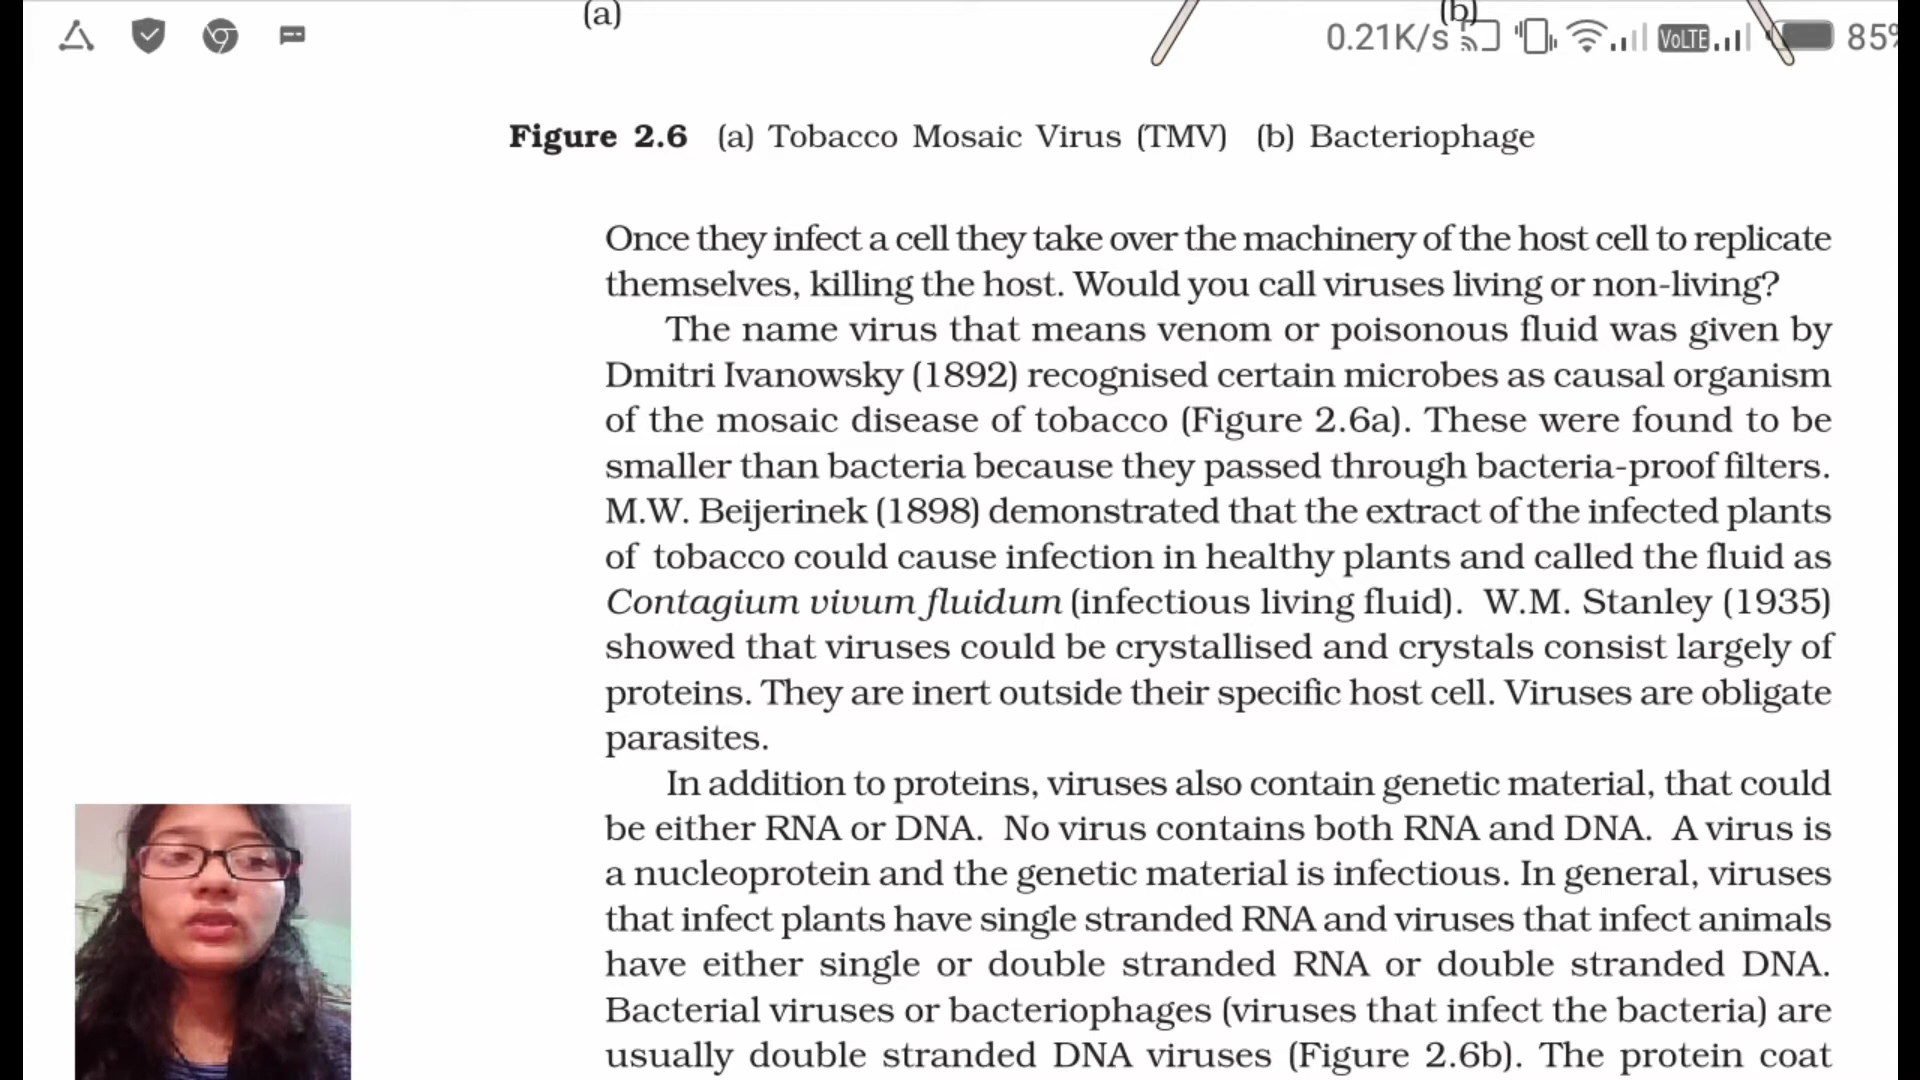 (a)
(b)
0.21K/s
VoLTE
85%
Figure 2.6 (a) Tobacco Mosaic Virus (TMV) (b) Bacteriophage
Once they infect a cell they take over the machinery of the host cell to replicate
themselves, killing the host. Would you call viruses living or non-living?
The name virus that means venom or poisonous fluid was given by
Dmitri Ivanowsky (1892) recognised certain microbes as causal organism
of the mosaic disease of tobacco (Figure 2.6a). These were found to be
smaller than bacteria because they passed through bacteria-proof filters.
M.W. Beijerinek (1898) demonstrated that the extract of the infected plants
of tobacco could cause infection in healthy plants and called the fluid as
Contagium vivum fluidum (infectious living fluid). W.M. Stanley (1935)
showed that viruses could be crystallised and crystals consist largely of
proteins. They are inert outside their specific host cell. Viruses are obligate
parasites.
In addition to proteins, viruses also contain genetic material, that could
be either RNA or DNA. No virus contains both RNA and DNA. A virus is
a nucleoprotein and the genetic material is infectious. In general, viruses
that infect plants have single stranded RNA and viruses that infect animals
have either single or double stranded RNA or double stranded DNA.
Bacterial viruses or bacteriophages (viruses that infect the bacteria) are
usually double stranded DNA viruses (Figure 2.6b). The protein coat